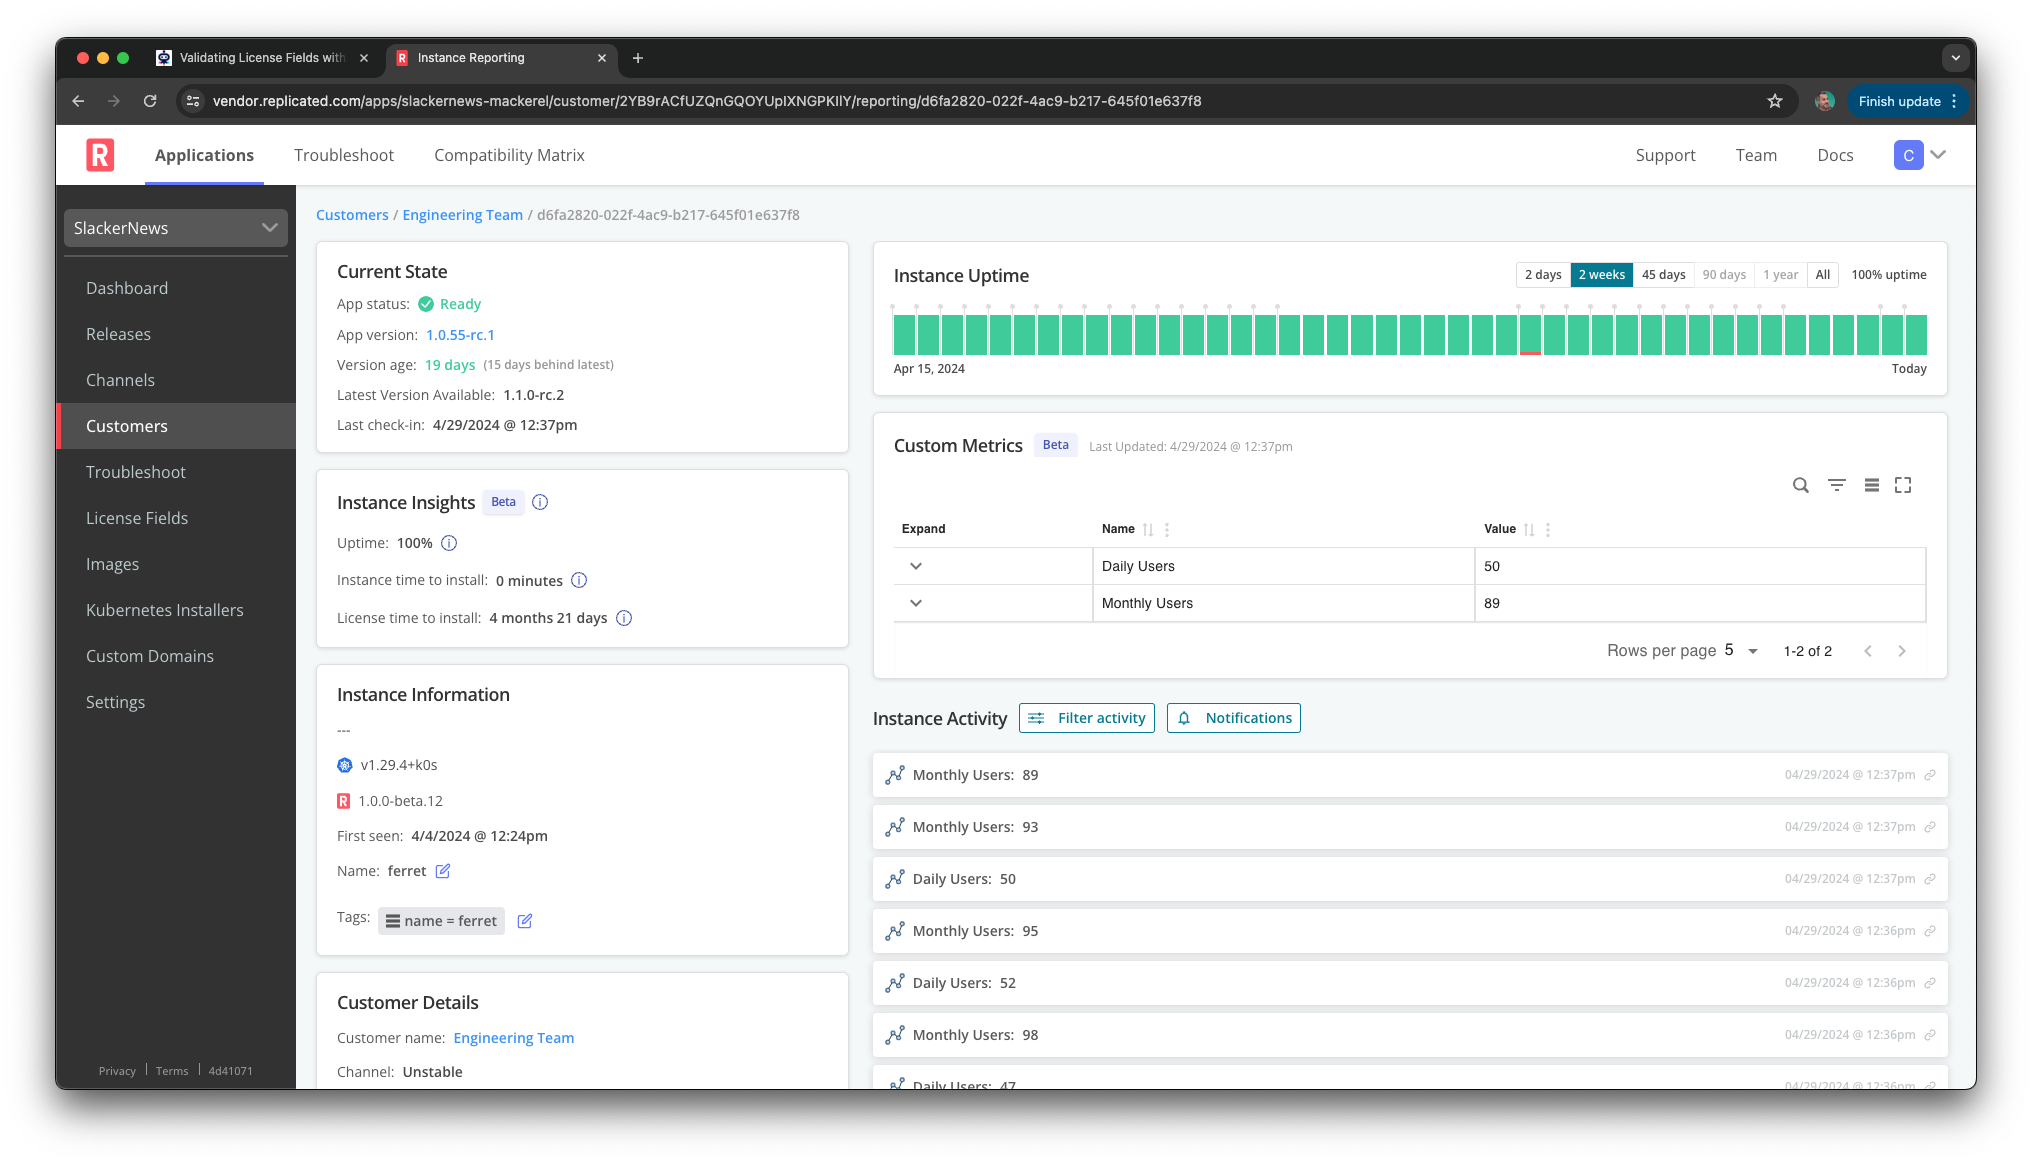 Validating License Fields with
Instance Reporting
vendor.replicated.com/apps/slackernews-mackerel/customer/2YB9rACfUZQnGQOYUpIXNGPKIIY/reporting/d6fa2820-022f-4ac9-b217-645f01e637f8
Finish update
R
Applications
Troubleshoot
Compatibility Matrix
Support
Team
Docs
C
SlackerNews
Dashboard
Releases
Channels
Customers
Troubleshoot
License Fields
Images
Kubernetes Installers
Custom Domains
Settings
Privacy | Terms | 4d41071
Customers / Engineering Team / d6fa2820-022f-4ac9-b217-645f01e637f8
Current State
App status: Ready
App version: 1.0.55-rc.1
Version age: 19 days (15 days behind latest)
Latest Version Available: 1.1.0-rc.2
Last check-in: 4/29/2024 @ 12:37pm
Instance Insights Beta
Uptime: 100%
Instance time to install: 0 minutes
License time to install: 4 months 21 days
Instance Information
---
v1.29.4+k0s
R 1.0.0-beta.12
First seen: 4/4/2024 @ 12:24pm
Name: ferret
Tags: name = ferret
Customer Details
Customer name: Engineering Team
Channel: Unstable
Instance Uptime
2 days 2 weeks 45 days 90 days 1 year All 100% uptime
Apr 15, 2024 Today
Custom Metrics Beta Last Updated: 4/29/2024 @ 12:37pm
Expand Name Value
Daily Users 50
Monthly Users 89
Rows per page 5 1-2 of 2
Instance Activity Filter activity Notifications
Monthly Users: 89 04/29/2024 @ 12:37pm
Monthly Users: 93 04/29/2024 @ 12:37pm
Daily Users: 50 04/29/2024 @ 12:37pm
Monthly Users: 95 04/29/2024 @ 12:36pm
Daily Users: 52 04/29/2024 @ 12:36pm
Monthly Users: 98 04/29/2024 @ 12:36pm
Daily Users: 47 04/29/2024 @ 12:36pm